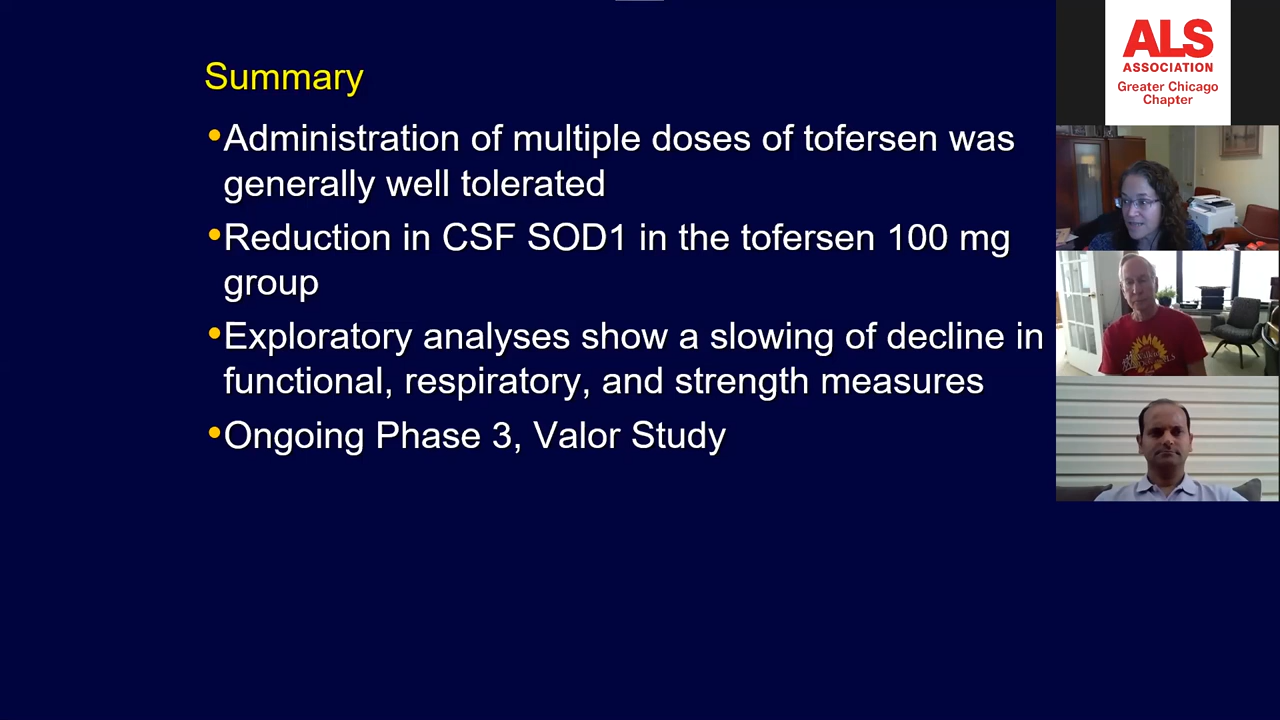 Summary
•Administration of multiple doses of tofersen was
generally well tolerated
•Reduction in CSF SOD1 in the tofersen 100 mg
group
•Exploratory analyses show a slowing of decline in
functional, respiratory, and strength measures
•Ongoing Phase 3, Valor Study
ALS
ASSOCIATION
Greater Chicago
Chapter